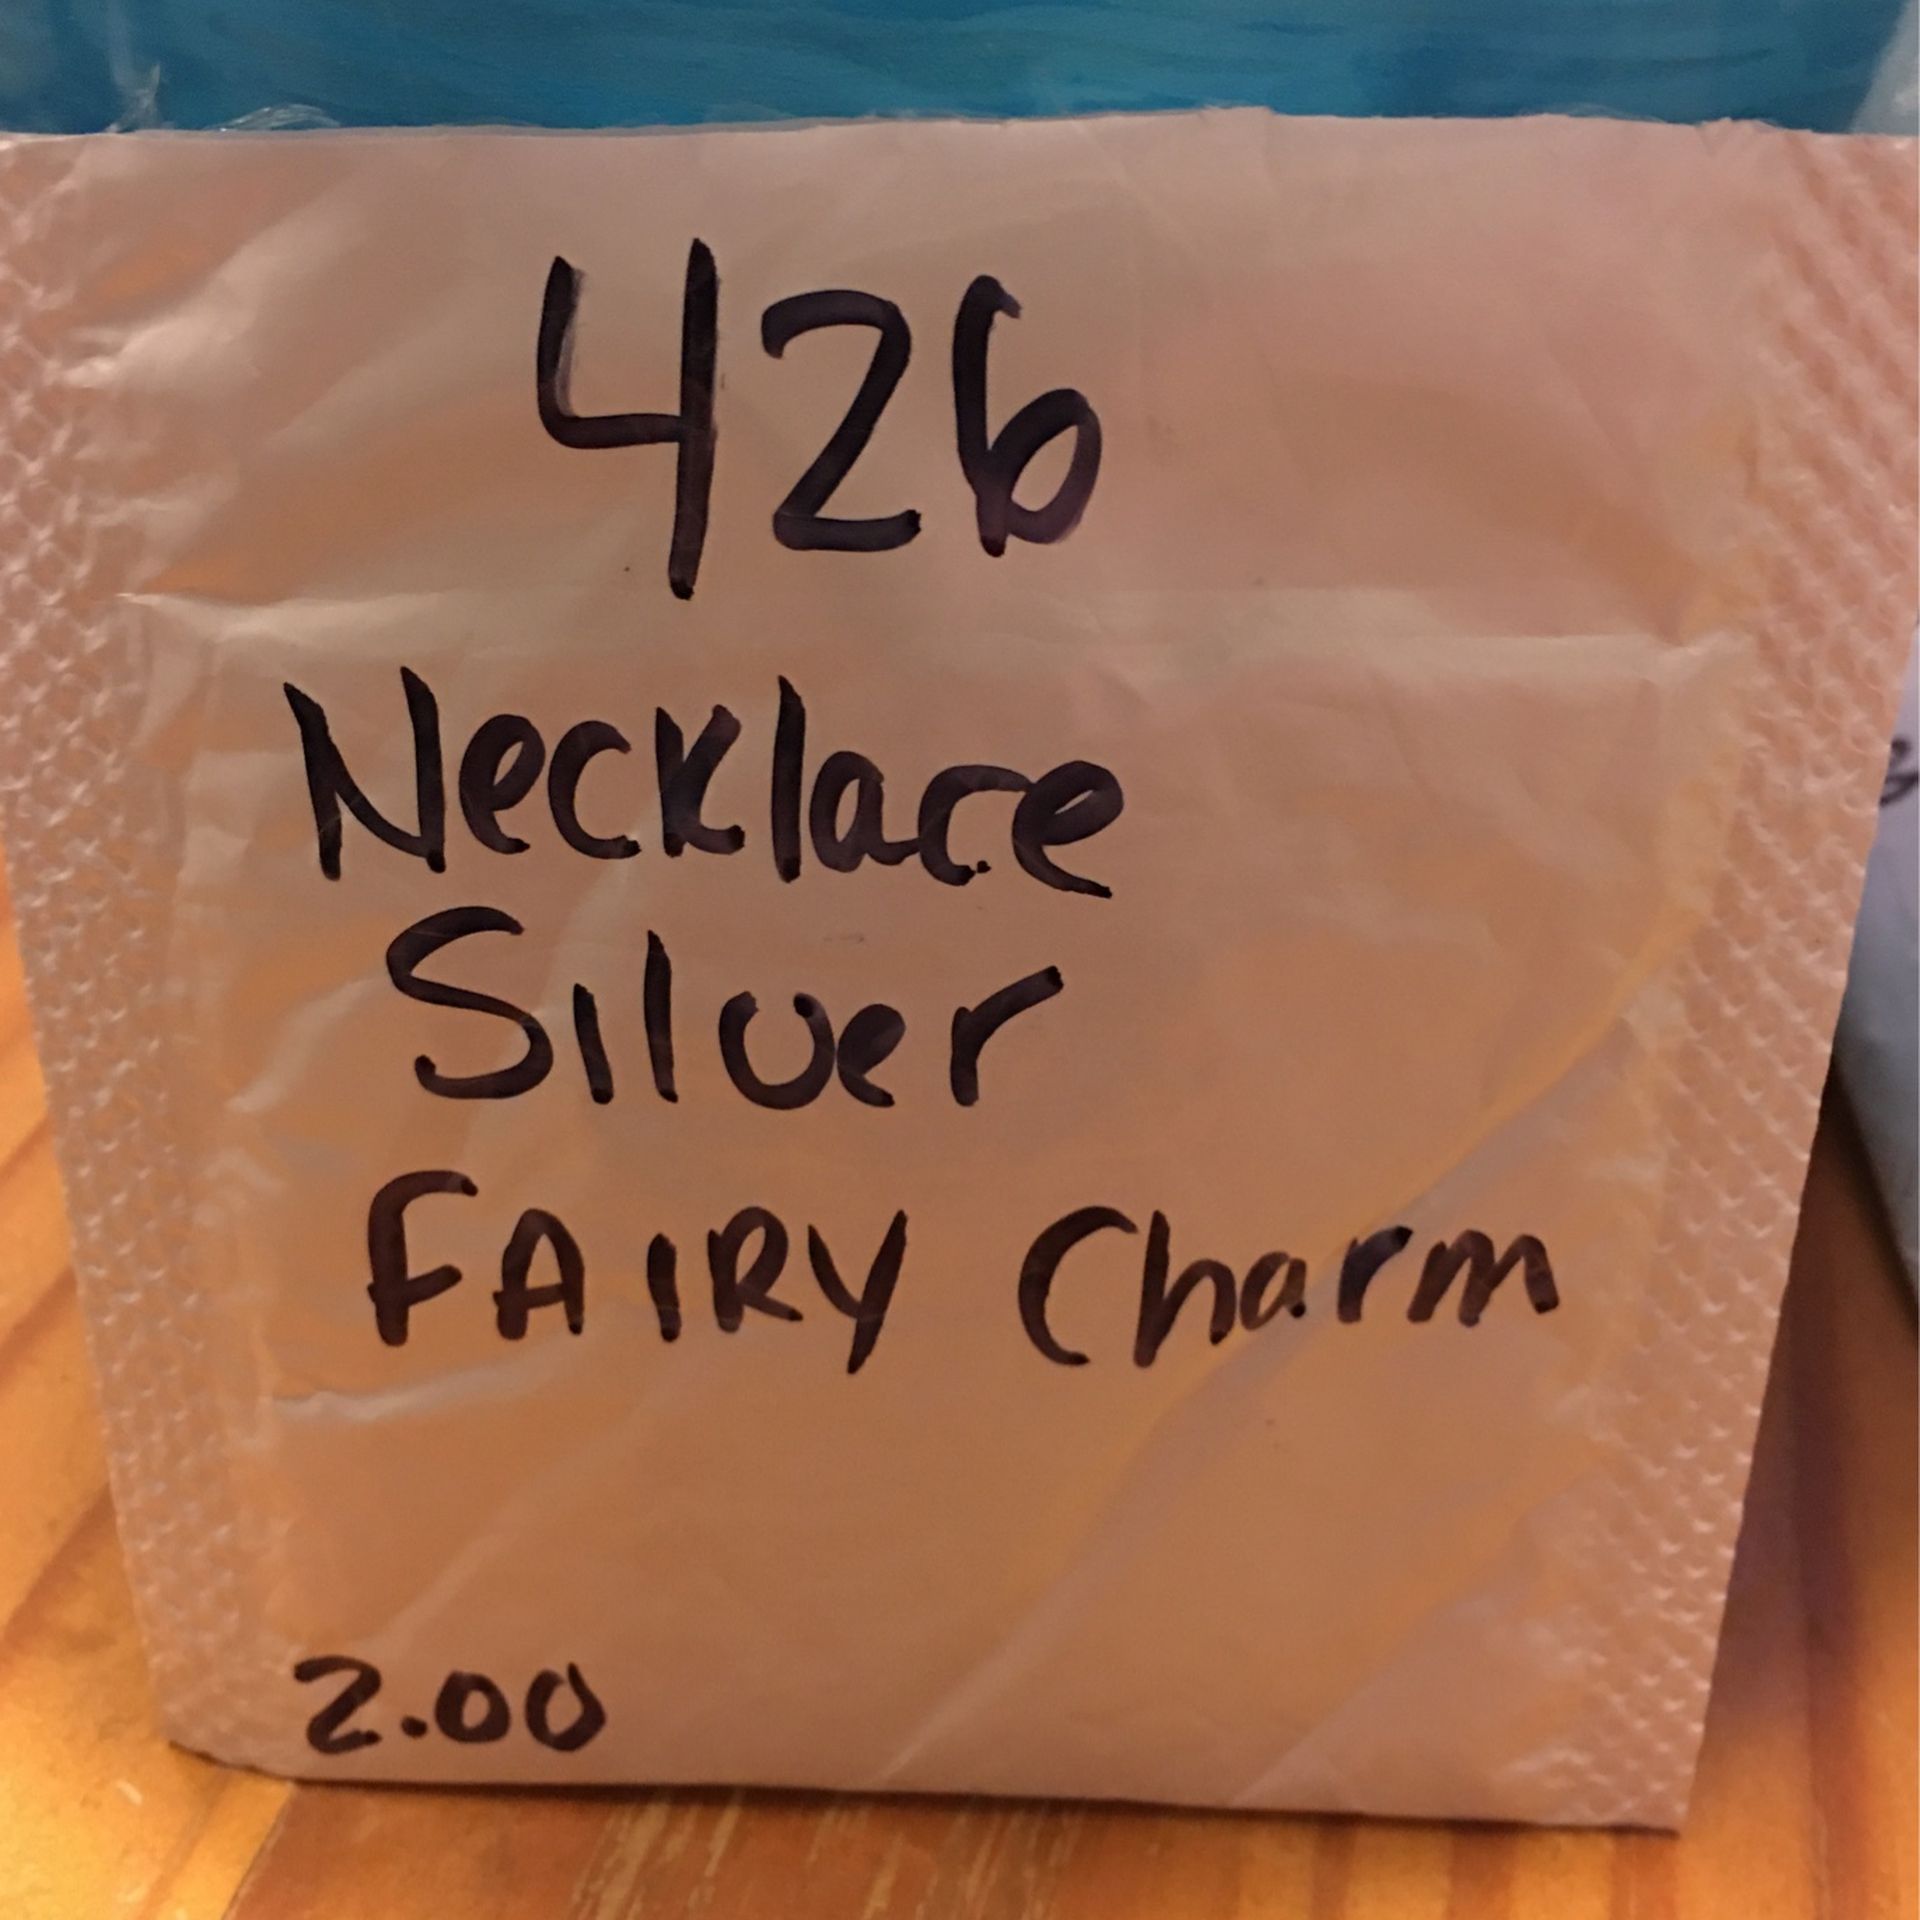 426
Necklace
Silver
FAIRY Charm
2.00